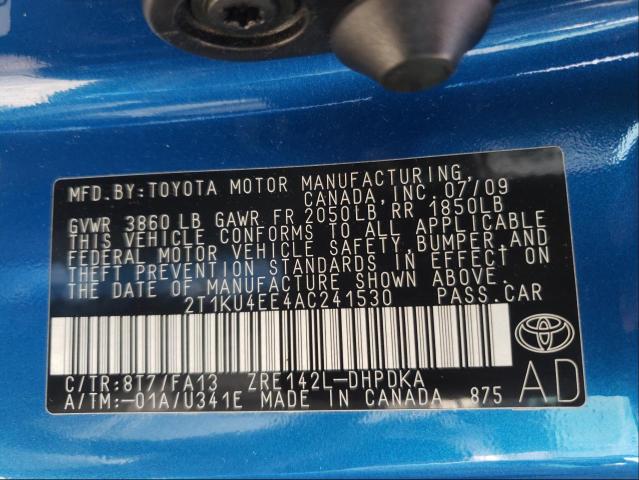 MFD.BY:TOYOTA MOTOR MANUFACTURING,
CANADA,INC. 07/09
GVWR 3860 LB GAWR FR 2050LB RR 1850LB
THIS VEHICLE CONFORMS TO ALL APPLICABLE
FEDERAL MOTOR VEHICLE SAFETY,BUMPER,AND
THEFT PREVENTION STANDARDS IN EFFECT ON
THE DATE OF MANUFACTURE SHOWN ABOVE.
2T1KU4EE4AC241530 PASS.CAR
C/TR:8T7/FA13 ZRE142L-DHPDKA
A/TM:-01A/U341E MADE IN CANADA 875
AD